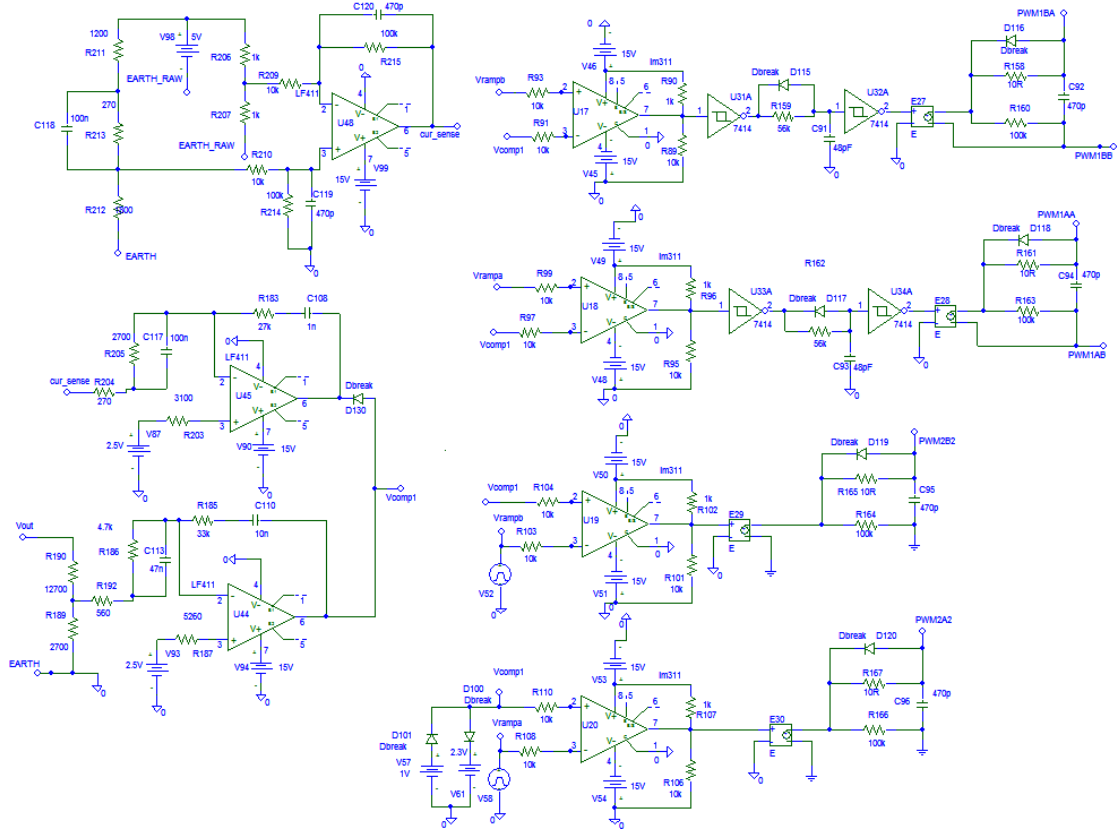 C120 470p
1200
R211
V98 5V
R206
1k
100k
R215
EARTH_RAW
R209
10k
LF411
270
C118
100n
R213
R207
1k
U48
cur_sense
EARTH_RAW
R210
10k
V99
15V
100k
C119
R214
470p
R212
1800
EARTH
0
0
V46
15V
lm311
Vrampb
R93
10k
U17
R90
1k
Vcomp1
R91
10k
V45
15V
R89
10k
U31A
7414
Dbreak
D115
R159
56k
C91
48pF
U32A
7414
E27
E
PWM1BA
D116
Dbreak
R158
10R
C92
470p
R160
100k
PWM1BB
V49
15V
lm311
Vrampa
R99
10k
U18
1k
R96
R97
Vcomp1
10k
V48
15V
R95
10k
R162
U33A
7414
Dbreak
D117
56k
C93
48pF
U34A
7414
E28
E
PWM1AA
Dbreak
D118
R161
10R
C94
470p
R163
100k
PWM1AB
R183
27k
C108
1n
2700
C117
100n
R205
LF411
cur_sense
R204
270
U45
3100
R203
2.5V
V87
V90
15V
Dbreak
D130
Vcomp1
R185
33k
C110
10n
Vout
4.7k
R186
C113
47n
R190
12700
R192
560
R189
2700
LF411
U44
5260
R187
2.5V
V93
V94
15V
EARTH
V50
15V
lm311
Vcomp1
R104
10k
U19
1k
R102
Vrampb
R103
10k
V52
V51
15V
R101
10k
E29
E
Dbreak
D119
PWM2B2
R165 10R
C95
470p
R164
100k
V53
15V
lm311
D100
Dbreak
Vcomp1
R110
10k
U20
1k
R107
D101
Dbreak
Vrampa
R108
10k
V57
1V
2.3V
V61
V58
V54
15V
R106
10k
E30
E
Dbreak
D120
PWM2A2
R167
10R
C96
470p
R166
100k